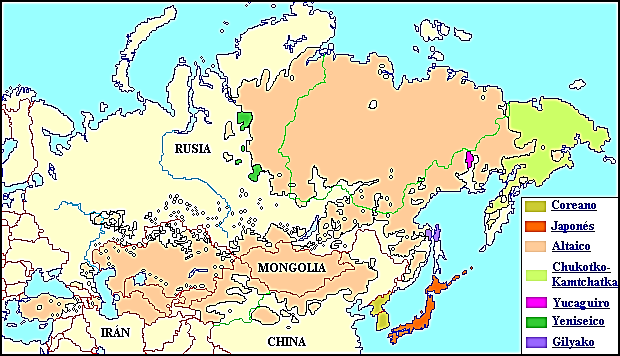 RUSIA
MONGOLIA
IRÁN
CHINA
Coreano
Japonés
Altaico
Chukotko-
Kamtchatka
Yucaguiro
Yeniseico
Gilyako